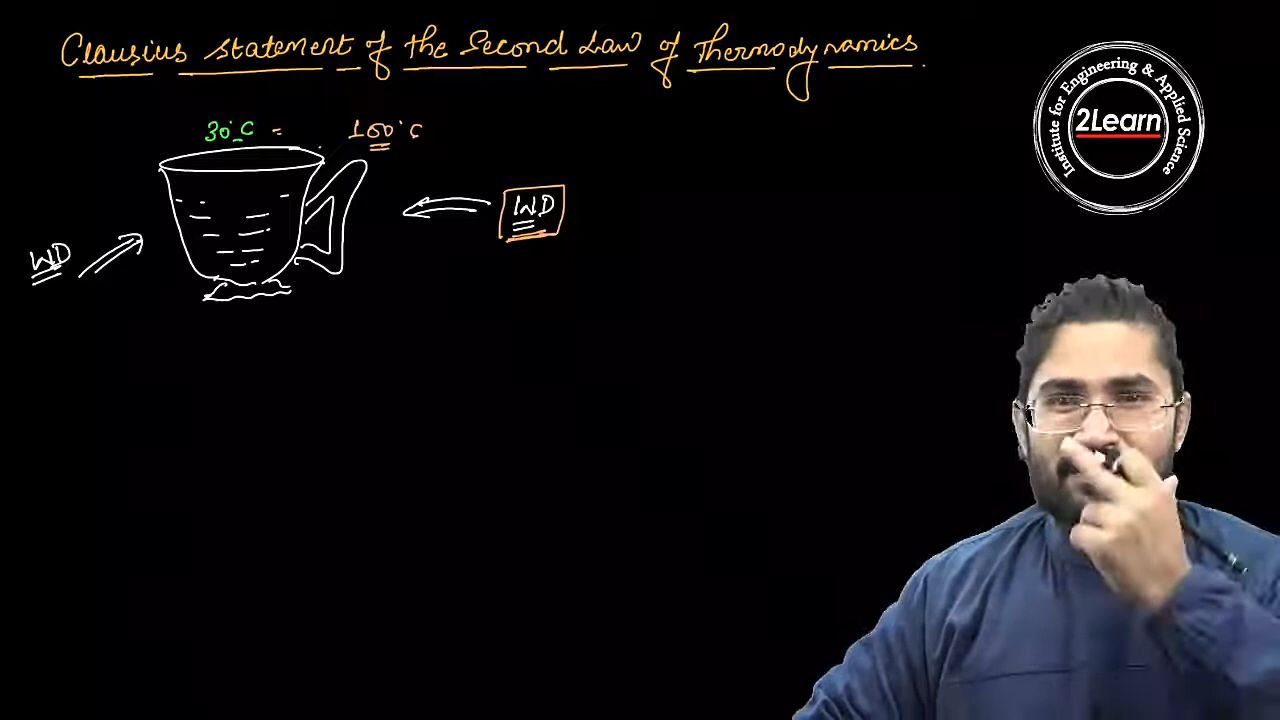 Clausius statement of the Second Law of Thermodynamics.
30°C = 100°C
WD
WD
Institute for Engineering & Applied Science
2Learn